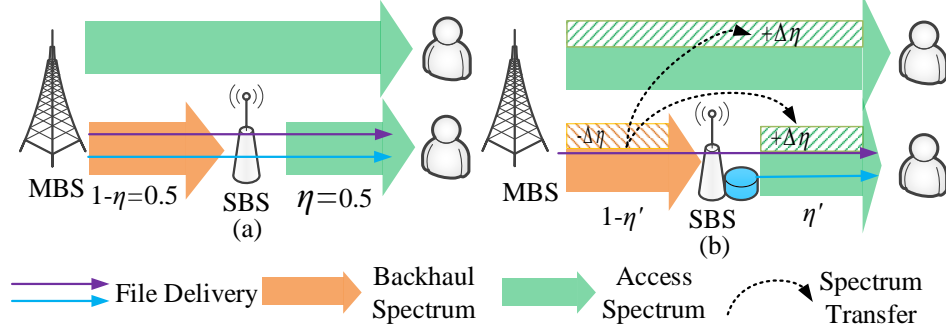 +Δη
-Δη
+Δη
MBS
1-η=0.5
SBS
η=0.5
(a)
MBS
1-η′
SBS
η′
(b)
File Delivery
Backhaul
Spectrum
Access
Spectrum
Spectrum
Transfer